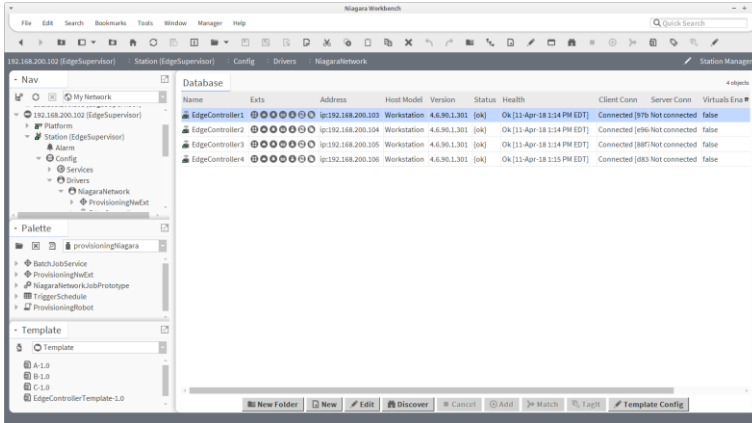 Niagara Workbench
File Edit Search Bookmarks Tools Window Manager Help
Quick Search
192.168.200.102 (EdgeSupervisor) : Station (EdgeSupervisor) : Config : Drivers : NiagaraNetwork
Station Manager
Nav
My Network
192.168.200.102 (EdgeSupervisor)
Platform
Station (EdgeSupervisor)
Alarm
Config
Services
Drivers
NiagaraNetwork
ProvisioningNwExt
Palette
provisioningNiagara
BatchJobService
ProvisioningNwExt
NiagaraNetworkJobPrototype
TriggerSchedule
ProvisioningRobot
Template
Template
A-1.0
B-1.0
C-1.0
EdgeControllerTemplate-1.0
Database
4 objects
Name Exts Address Host Model Version Status Health Client Conn Server Conn Virtuals Ena
EdgeController1 ip:192.168.200.103 Workstation 4.6.90.1.301 {ok} Ok [11-Apr-18 1:14 PM EDT] Connected [97b Not connected false
EdgeController2 ip:192.168.200.104 Workstation 4.6.90.1.301 {ok} Ok [11-Apr-18 1:14 PM EDT] Connected [e96 Not connected false
EdgeController3 ip:192.168.200.105 Workstation 4.6.90.1.301 {ok} Ok [11-Apr-18 1:14 PM EDT] Connected [88f7 Not connected false
EdgeController4 ip:192.168.200.106 Workstation 4.6.90.1.301 {ok} Ok [11-Apr-18 1:15 PM EDT] Connected [d83 Not connected false
New Folder New Edit Discover Cancel Add Match TagIt Template Config